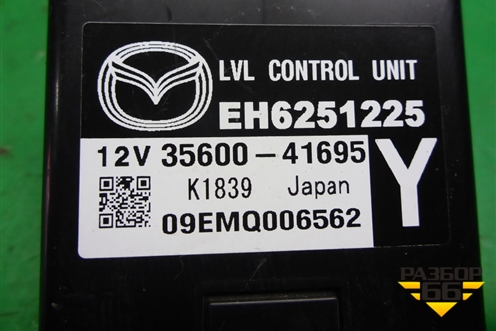 LVL CONTROL UNIT
EH6251225
12V 35600-41695
K1839 Japan
09EMQ006562
Y
РАЗБОР
66